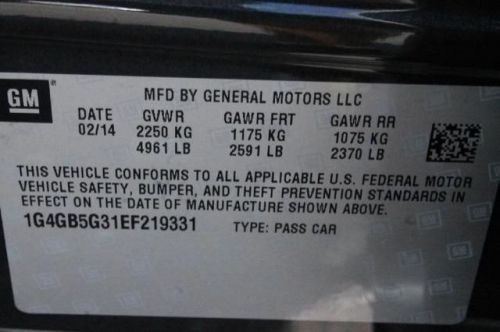 GM
MFD BY GENERAL MOTORS LLC
DATE GVWR GAWR FRT GAWR RR
02/14 2250 KG 1175 KG 1075 KG
4961 LB 2591 LB 2370 LB
THIS VEHICLE CONFORMS TO ALL APPLICABLE U.S. FEDERAL MOTOR
VEHICLE SAFETY, BUMPER, AND THEFT PREVENTION STANDARDS IN
EFFECT ON THE DATE OF MANUFACTURE SHOWN ABOVE.
1G4GB5G31EF219331 TYPE: PASS CAR